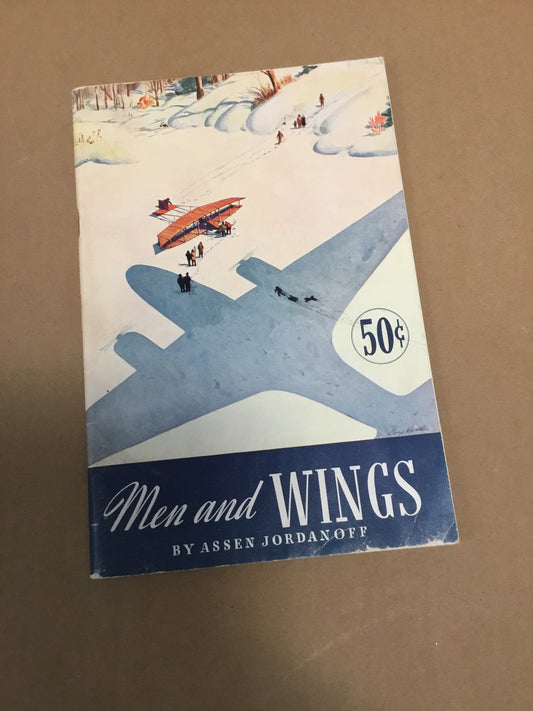 50¢
Men and WINGS
BY ASSEN JORDANOFF